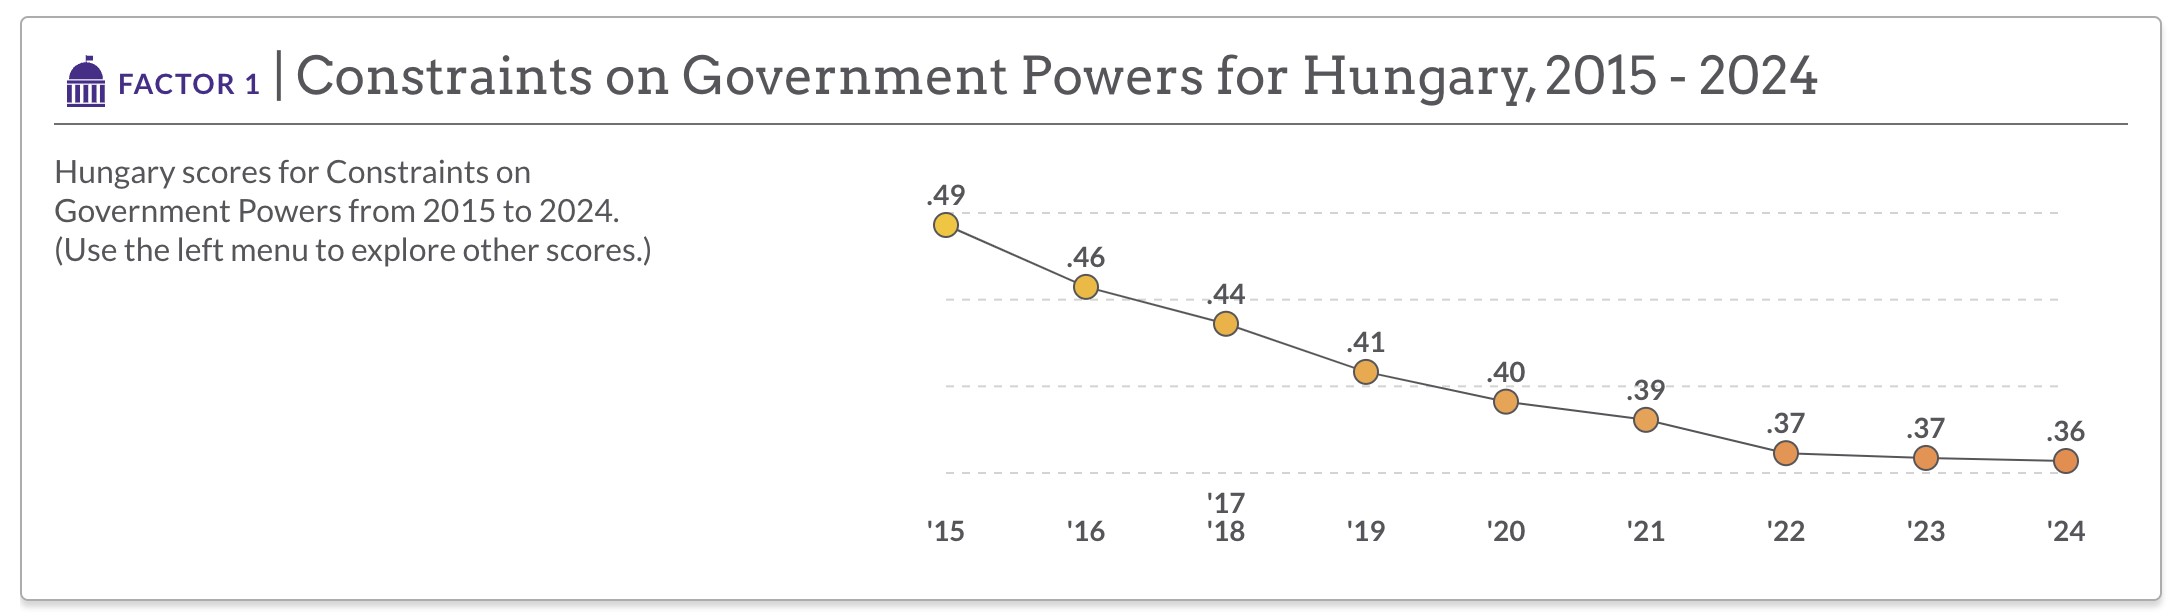 FACTOR 1 | Constraints on Government Powers for Hungary, 2015 - 2024
Hungary scores for Constraints on
Government Powers from 2015 to 2024.
(Use the left menu to explore other scores.)
.49
.46
.44
.41
.40
.39
.37
.37
.36
'17
'15 '16 '18 '19 '20 '21 '22 '23 '24